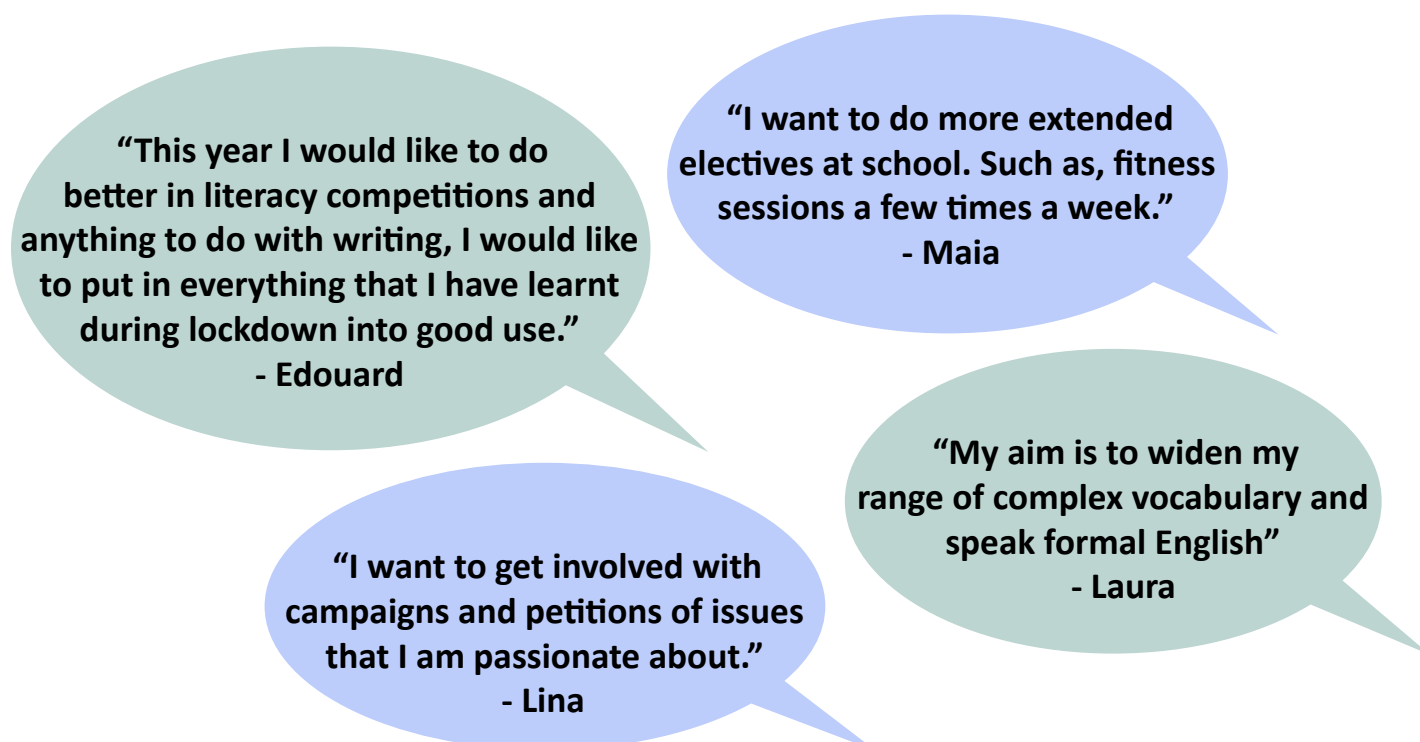 “This year I would like to do
better in literacy competitions and
anything to do with writing, I would like
to put in everything that I have learnt
during lockdown into good use.”
- Edouard
“I want to do more extended
electives at school. Such as, fitness
sessions a few times a week.”
- Maia
“I want to get involved with
campaigns and petitions of issues
that I am passionate about.”
- Lina
“My aim is to widen my
range of complex vocabulary and
speak formal English”
- Laura